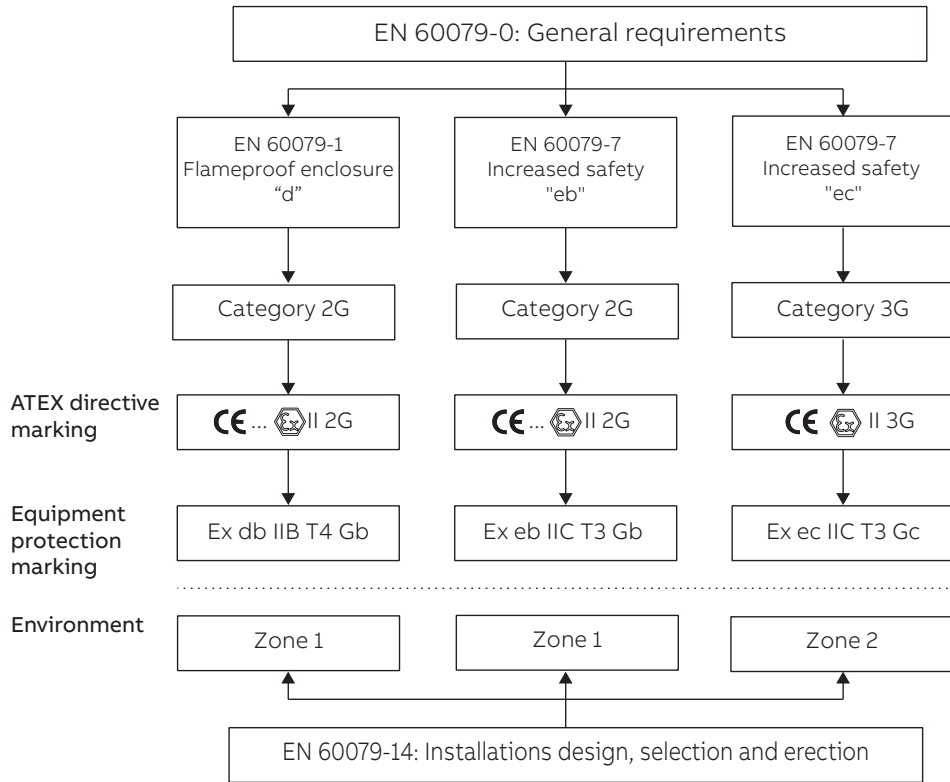 EN 60079-0: General requirements
EN 60079-1
Flameproof enclosure
“d”
EN 60079-7
Increased safety
"eb"
EN 60079-7
Increased safety
"ec"
Category 2G
Category 2G
Category 3G
ATEX directive
marking
CE ... Ex II 2G
CE ... Ex II 2G
CE Ex II 3G
Equipment
protection
marking
Ex db IIB T4 Gb
Ex eb IIC T3 Gb
Ex ec IIC T3 Gc
Environment
Zone 1
Zone 1
Zone 2
EN 60079-14: Installations design, selection and erection